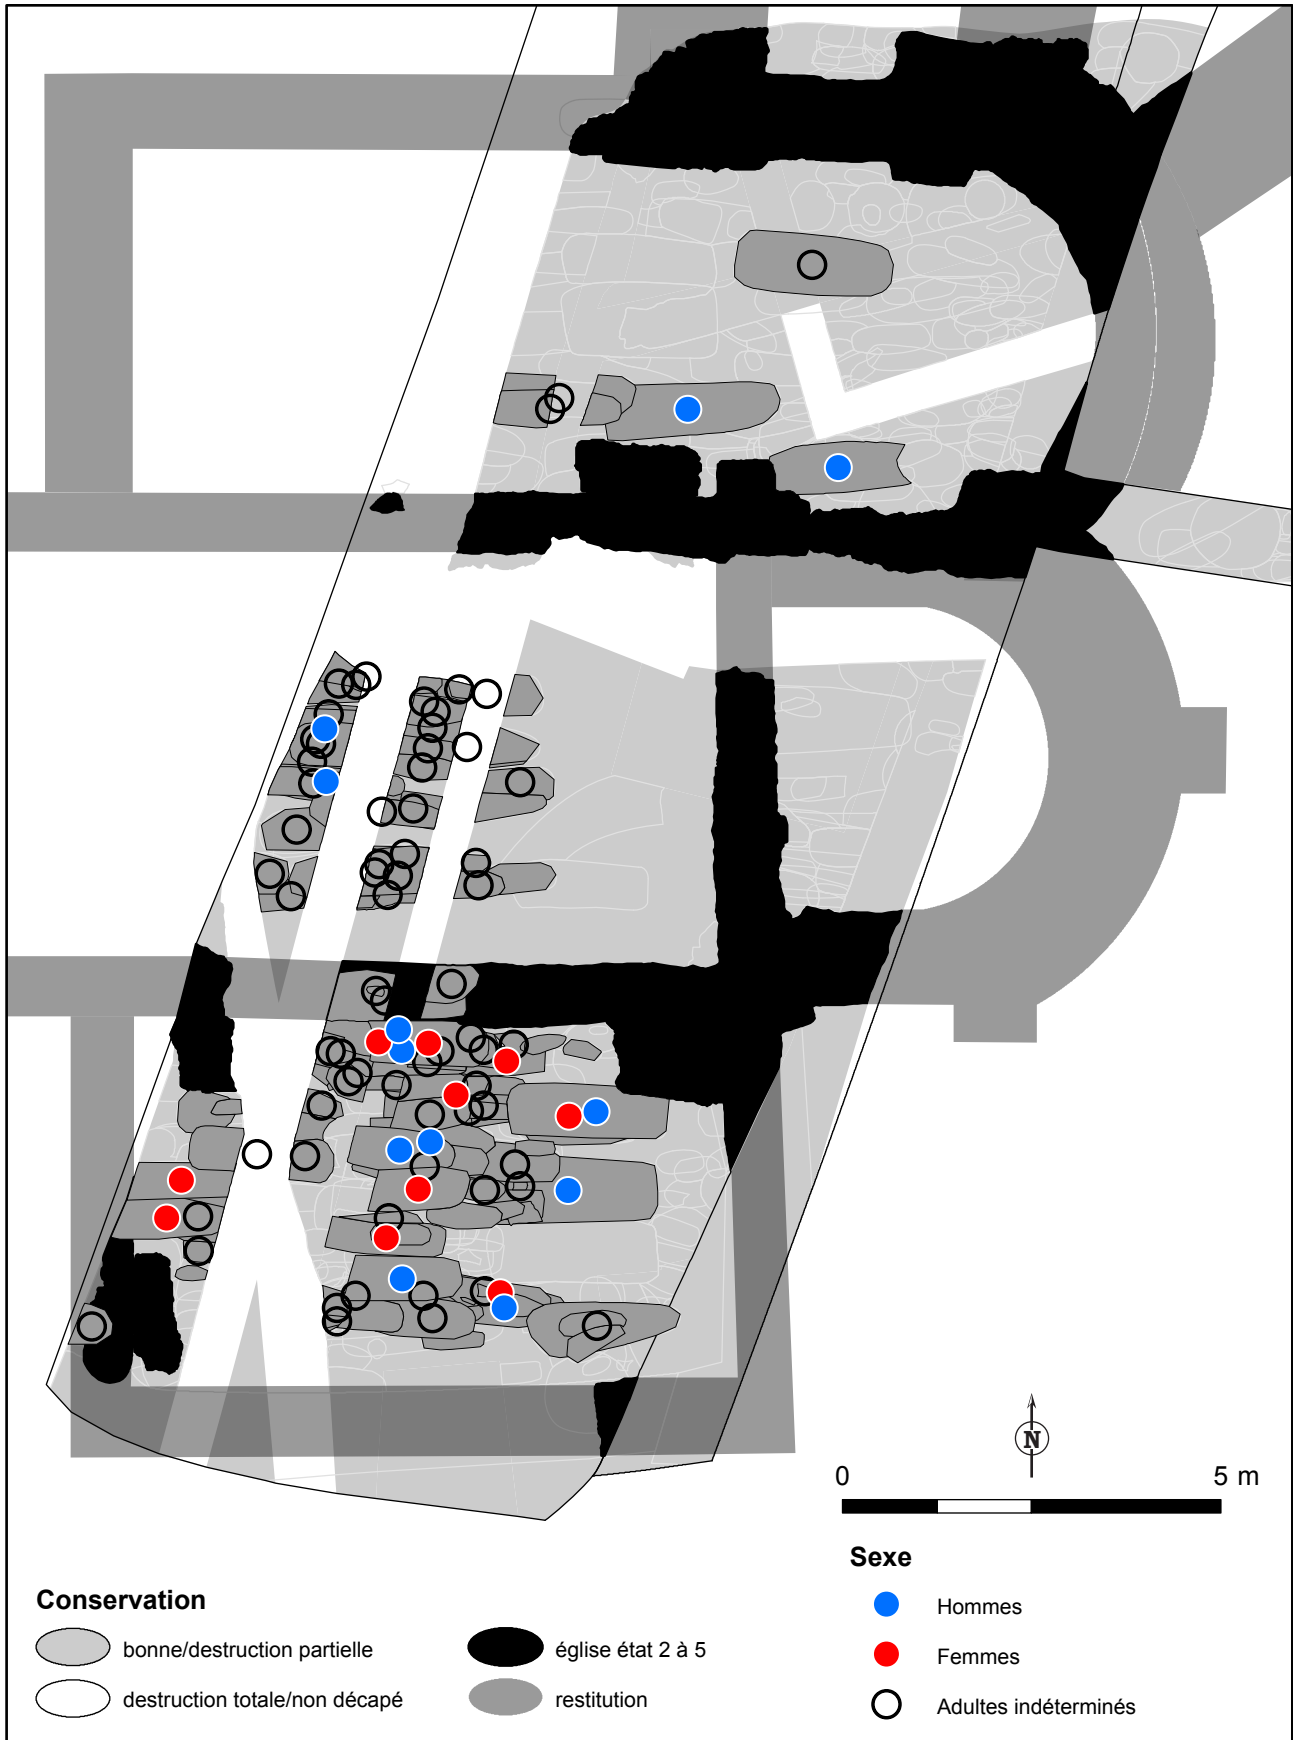 N
0 5 m
Sexe
Hommes
Femmes
Adultes indéterminés
Conservation
bonne/destruction partielle
destruction totale/non décapé
église état 2 à 5
restitution